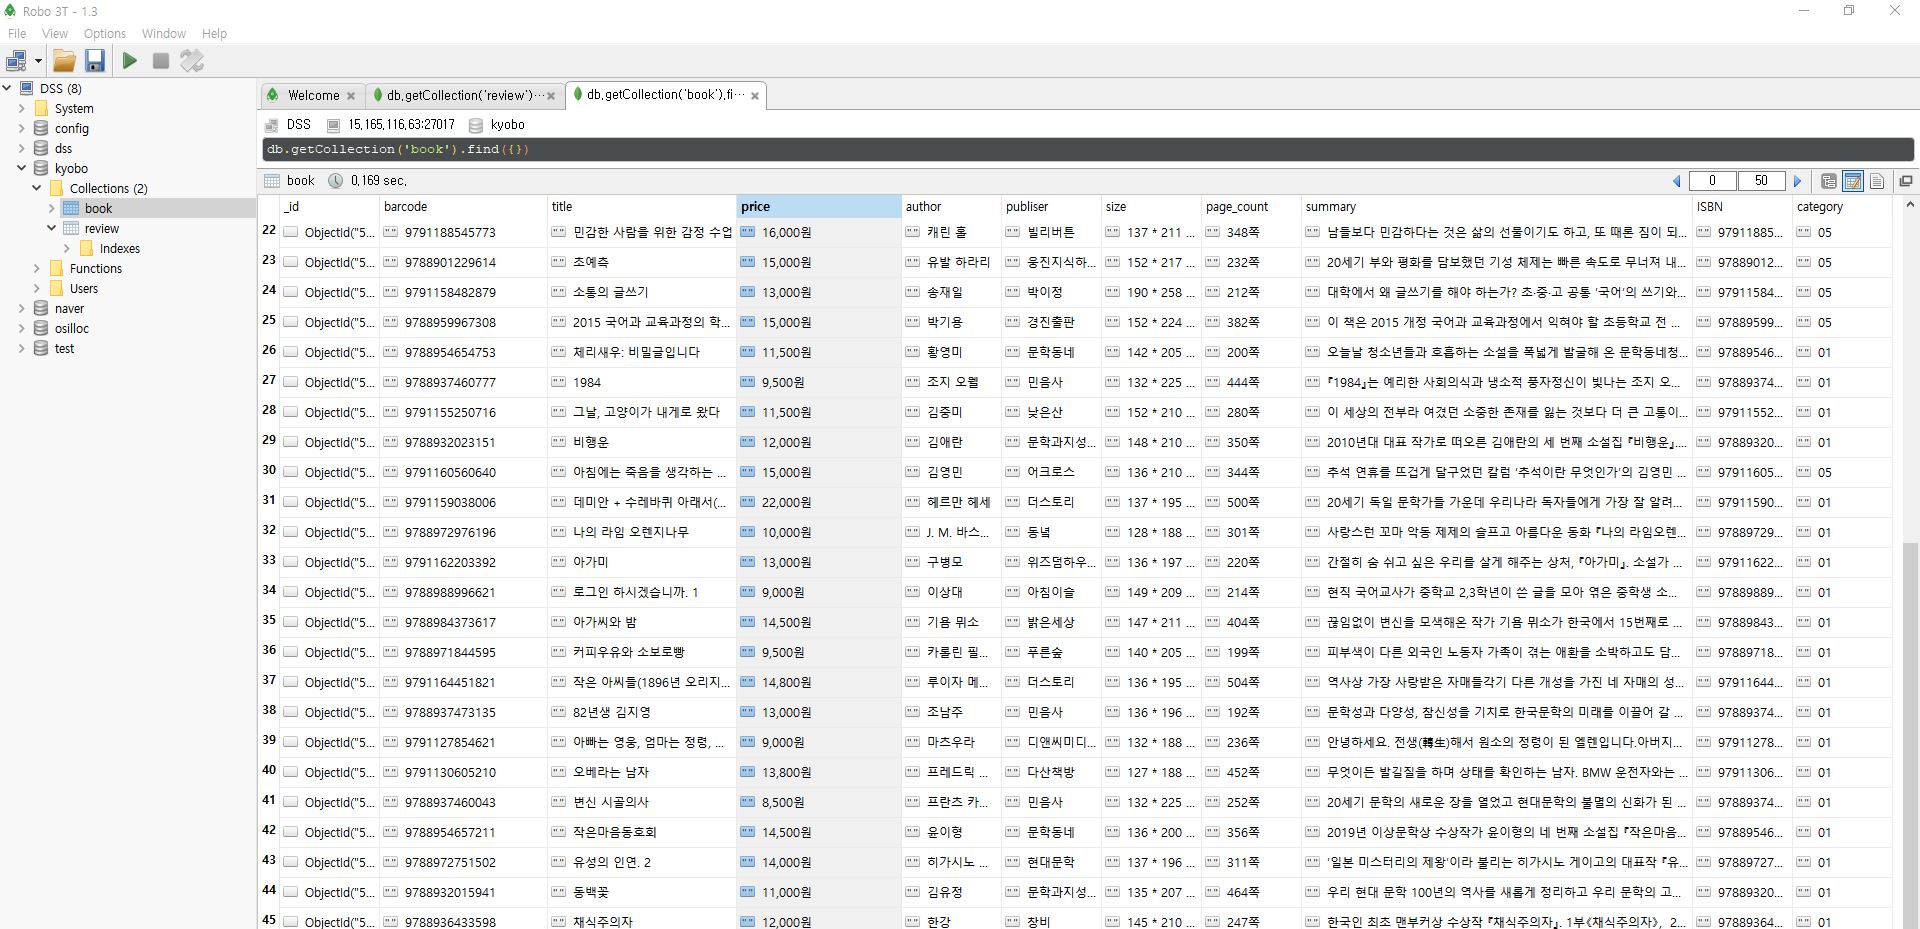 Robo 3T - 1.3
File View Options Window Help
DSS (8)
System
config
dss
kyobo
Collections (2)
book
review
Indexes
Functions
Users
naver
osilloc
test
Welcome db.getCollection('review')··· db.getCollection('book').fi···
DSS 15.165.116.63:27017 kyobo
db.getCollection('book').find({})
book 0.169 sec. 0 50
_id barcode title price author publiser size page_count summary ISBN category
22 ObjectId("5... 9791188545773 민감한 사람을 위한 감정 수업 16,000원 캐린 홀 빌리버튼 137 * 211 ... 348쪽 남들보다 민감하다는 것은 삶의 선물이기도 하고, 또 때론 짐이 되... 97911885... 05
23 ObjectId("5... 9788901229614 초예측 15,000원 유발 하라리 웅진지식하... 152 * 217 ... 232쪽 20세기 부와 평화를 담보했던 기성 체제는 빠른 속도로 무너져 내... 97889012... 05
24 ObjectId("5... 9791158482879 소통의 글쓰기 13,000원 송재일 박이정 190 * 258 ... 212쪽 대학에서 왜 글쓰기를 해야 하는가? 초·중·고 공통 ‘국어’의 쓰기와... 97911584... 05
25 ObjectId("5... 9788959967308 2015 국어과 교육과정의 학... 15,000원 박기용 경진출판 152 * 224 ... 382쪽 이 책은 2015 개정 국어과 교육과정에서 익혀야 할 초등학교 전 ... 97889599... 05
26 ObjectId("5... 9788954654753 체리새우: 비밀글입니다 11,500원 황영미 문학동네 142 * 205 ... 200쪽 오늘날 청소년들과 호흡하는 소설을 폭넓게 발굴해 온 문학동네청... 97889546... 01
27 ObjectId("5... 9788937460777 1984 9,500원 조지 오웰 민음사 132 * 225 ... 444쪽 『1984』는 예리한 사회의식과 냉소적 풍자정신이 빛나는 조지 오... 97889374... 01
28 ObjectId("5... 9791155250716 그날, 고양이가 내게로 왔다 11,500원 김중미 낮은산 152 * 210 ... 280쪽 이 세상의 전부라 여겼던 소중한 존재를 잃는 것보다 더 큰 고통이... 97911552... 01
29 ObjectId("5... 9788932023151 비행운 12,000원 김애란 문학과지성... 148 * 210 ... 350쪽 2010년대 대표 작가로 떠오른 김애란의 세 번째 소설집 『비행운』.... 97889320... 01
30 ObjectId("5... 9791160560640 아침에는 죽음을 생각하는 ... 15,000원 김영민 어크로스 136 * 210 ... 344쪽 추석 연휴를 뜨겁게 달구었던 칼럼 ‘추석이란 무엇인가’의 김영민 ... 97911605... 05
31 ObjectId("5... 9791159038006 데미안 + 수레바퀴 아래서(... 22,000원 헤르만 헤세 더스토리 137 * 195 ... 500쪽 20세기 독일 문학가들 가운데 우리나라 독자들에게 가장 잘 알려... 97911590... 01
32 ObjectId("5... 9788972976196 나의 라임 오렌지나무 10,000원 J. M. 바스... 동녘 128 * 188 ... 301쪽 사랑스런 꼬마 악동 제제의 슬프고 아름다운 동화 『나의 라임오렌... 97889729... 01
33 ObjectId("5... 9791162203392 아가미 13,000원 구병모 위즈덤하우... 136 * 197 ... 220쪽 간절히 숨 쉬고 싶은 우리를 살게 해주는 상처, 『아가미』. 소설가 ... 97911622... 01
34 ObjectId("5... 9788988996621 로그인 하시겠습니까. 1 9,000원 이상대 아침이슬 149 * 209 ... 214쪽 현직 국어교사가 중학교 2,3학년이 쓴 글을 모아 엮은 중학생 소... 97889889... 01
35 ObjectId("5... 9788984373617 아가씨와 밤 14,500원 기욤 뮈소 밝은세상 147 * 211 ... 404쪽 끊임없이 변신을 모색해온 작가 기욤 뮈소가 한국에서 15번째로 ... 97889843... 01
36 ObjectId("5... 9788971844595 커피우유와 소보로빵 9,500원 카롤린 필... 푸른숲 140 * 205 ... 199쪽 피부색이 다른 외국인 노동자 가족이 겪는 애환을 소박하고도 담... 97889718... 01
37 ObjectId("5... 9791164451821 작은 아씨들(1896년 오리지... 14,800원 루이자 메... 더스토리 136 * 195 ... 504쪽 역사상 가장 사랑받은 자매들각기 다른 개성을 가진 네 자매의 성... 97911644... 01
38 ObjectId("5... 9788937473135 82년생 김지영 13,000원 조남주 민음사 136 * 196 ... 192쪽 문학성과 다양성, 참신성을 기치로 한국문학의 미래를 이끌어 갈 ... 97889374... 01
39 ObjectId("5... 9791127854621 아빠는 영웅, 엄마는 정령, ... 9,000원 마츠우라 디앤씨미디... 132 * 188 ... 236쪽 안녕하세요. 전생(轉生)해서 원소의 정령이 된 엘렌입니다.아버지... 97911278... 01
40 ObjectId("5... 9791130605210 오베라는 남자 13,800원 프레드릭 ... 다산책방 127 * 188 ... 452쪽 무엇이든 발길질을 하며 상태를 확인하는 남자. BMW 운전자와는 ... 97911306... 01
41 ObjectId("5... 9788937460043 변신 시골의사 8,500원 프란츠 카... 민음사 132 * 225 ... 252쪽 20세기 문학의 새로운 장을 열었고 현대문학의 불멸의 신화가 된 ... 97889374... 01
42 ObjectId("5... 9788954657211 작은마음동호회 14,500원 윤이형 문학동네 136 * 200 ... 356쪽 2019년 이상문학상 수상작가 윤이형의 네 번째 소설집 『작은마음... 97889546... 01
43 ObjectId("5... 9788972751502 유성의 인연. 2 14,000원 히가시노 ... 현대문학 137 * 196 ... 311쪽 ‘일본 미스터리의 제왕’이라 불리는 히가시노 게이고의 대표작 『유... 97889727... 01
44 ObjectId("5... 9788932015941 동백꽃 11,000원 김유정 문학과지성... 135 * 207 ... 464쪽 우리 현대 문학 100년의 역사를 새롭게 정리하고 우리 문학의 고... 97889320... 01
45 ObjectId("5... 9788936433598 채식주의자 12,000원 한강 창비 145 * 210 ... 247쪽 한국인 최초 맨부커상 수상작 『채식주의자』. 1부《채식주의자》, 2... 97889364... 01